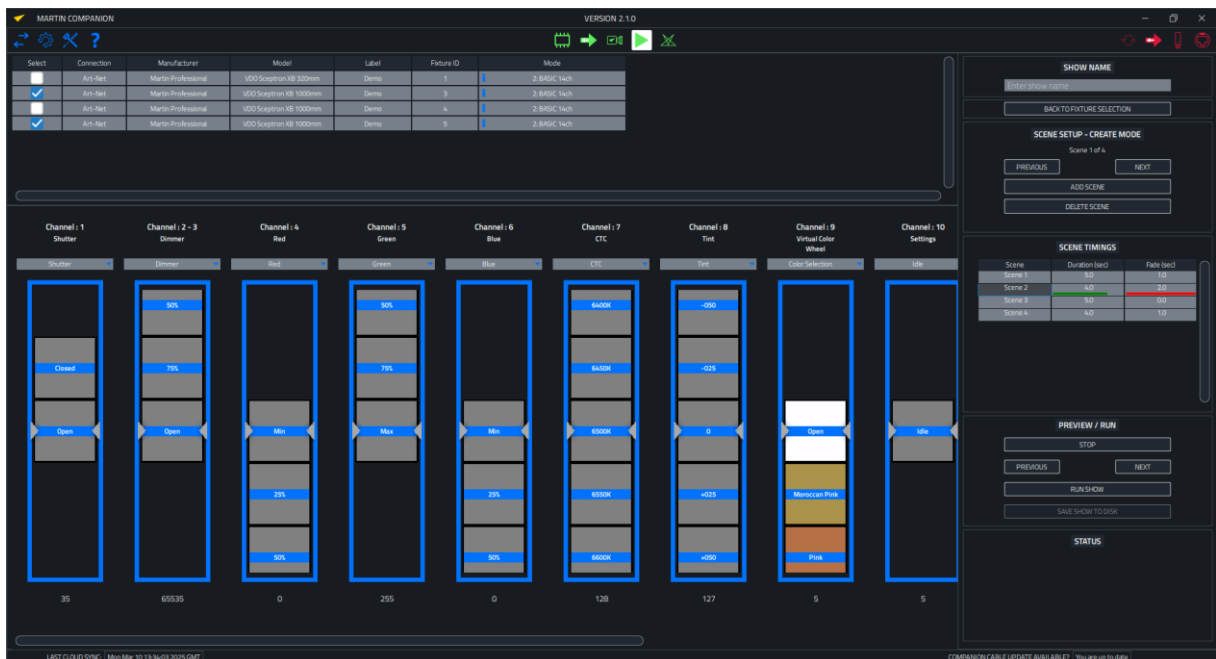 MARTIN COMPANION
VERSION 2.1.0
Select Connection Manufacturer Model Label Fixture ID Mode
Art-Net Martin Professional VDO Sceptron XB 320mm Demo 1 2: BASIC 14ch
Art-Net Martin Professional VDO Sceptron XB 1000mm Demo 3 2: BASIC 14ch
Art-Net Martin Professional VDO Sceptron XB 1000mm Demo 4 2: BASIC 14ch
Art-Net Martin Professional VDO Sceptron XB 1000mm Demo 5 2: BASIC 14ch
Channel : 1 Channel : 2 - 3 Channel : 4 Channel : 5 Channel : 6 Channel : 7 Channel : 8 Channel : 9 Channel : 10
Shutter Dimmer Red Green Blue CTC Tint Virtual Color Settings
Wheel
Shutter Dimmer Red Green Blue CTC Tint Color Selection Idle
50% 50% 6400K -050
Closed 75% 75% 6450K -025
Open Open Min Max Min 6500K 0 Open Idle
25% 25% 6550K +025 Moroccan Pink
50% 50% 6600K +050 Pink
35 65535 0 255 0 128 127 5 5
SHOW NAME
Enter show name
BACK TO FIXTURE SELECTION
SCENE SETUP - CREATE MODE
Scene 1 of 4
PREVIOUS NEXT
ADD SCENE
DELETE SCENE
SCENE TIMINGS
Scene Duration (sec) Fade (sec)
Scene 1 5.0 1.0
Scene 2 4.0 2.0
Scene 3 5.0 0.0
Scene 4 4.0 1.0
PREVIEW / RUN
STOP
PREVIOUS NEXT
RUN SHOW
SAVE SHOW TO DISK
STATUS
LAST CLOUD SYNC: Mon Mar 10 13:34:03 2025 GMT
COMPANION CABLE UPDATE AVAILABLE? You are up to date